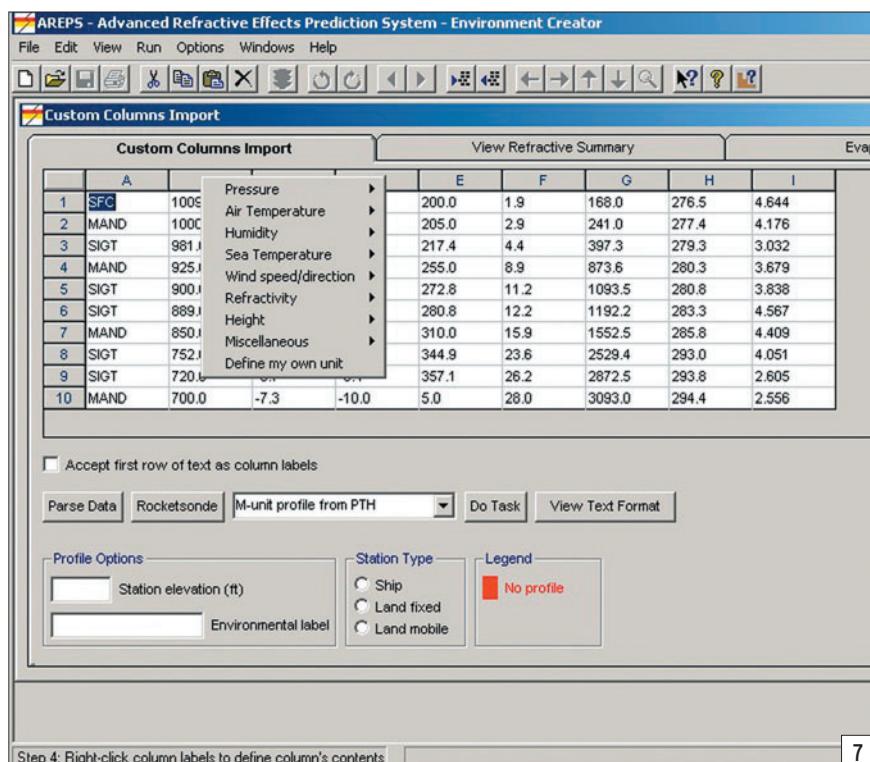 AREPS - Advanced Refractive Effects Prediction System - Environment Creator
File Edit View Run Options Windows Help
Custom Columns Import
Custom Columns Import View Refractive Summary Eva
A E F G H I
1 SFC 1009 200.0 1.9 168.0 276.5 4.644
2 MAND 1000 205.0 2.9 241.0 277.4 4.176
3 SIGT 981. 217.4 4.4 397.3 279.3 3.032
4 MAND 925. 255.0 8.9 873.6 280.3 3.679
5 SIGT 900. 272.8 11.2 1093.5 280.8 3.838
6 SIGT 889. 280.8 12.2 1192.2 283.3 4.567
7 MAND 850. 310.0 15.9 1552.5 285.8 4.409
8 SIGT 752. 344.9 23.6 2529.4 293.0 4.051
9 SIGT 720. 357.1 26.2 2872.5 293.8 2.605
10 MAND 700.0 -7.3 -10.0 5.0 28.0 3093.0 294.4 2.556
Pressure
Air Temperature
Humidity
Sea Temperature
Wind speed/direction
Refractivity
Height
Miscellaneous
Define my own unit
Accept first row of text as column labels
Parse Data Rocketsonde M-unit profile from PTH Do Task View Text Format
Profile Options Station Type Legend
Station elevation (ft) Ship No profile
Land fixed
Environmental label Land mobile
Step 4: Right-click column labels to define column's contents
7